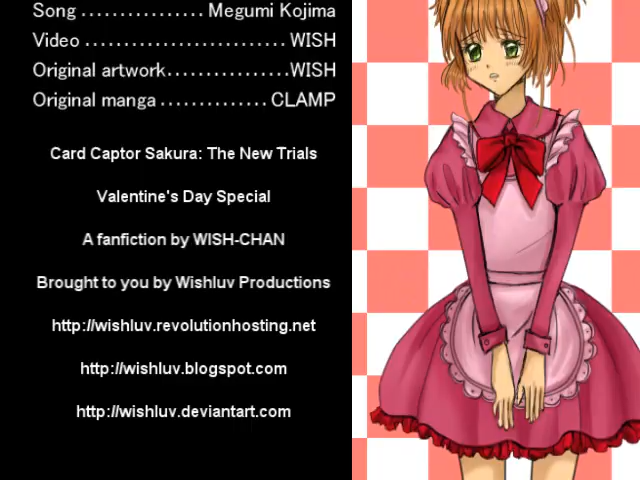 Song ................ Megumi Kojima
Video .......................... WISH
Original artwork................WISH
Original manga .............. CLAMP
Card Captor Sakura: The New Trials
Valentine's Day Special
A fanfiction by WISH-CHAN
Brought to you by Wishluv Productions
http://wishluv.revolutionhosting.net
http://wishluv.blogspot.com
http://wishluv.deviantart.com